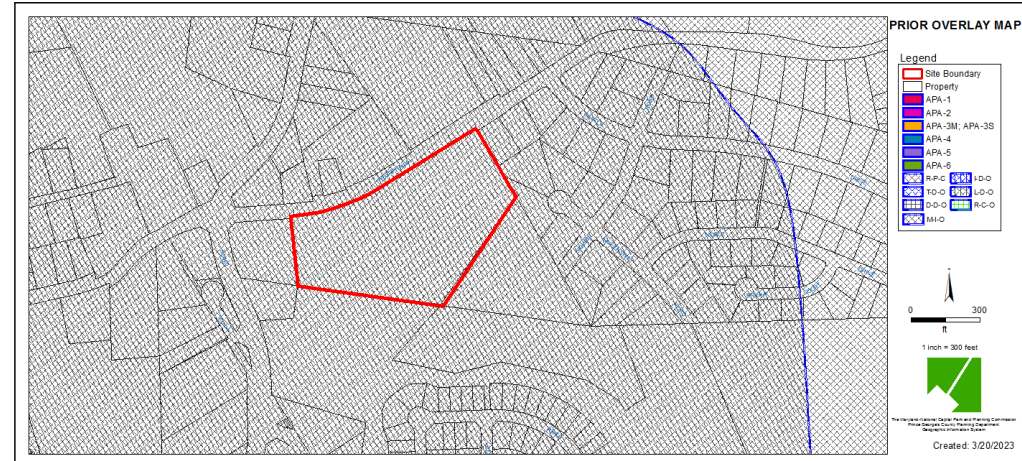 PRIOR OVERLAY MAP
Legend
Site Boundary
Property
APA-1
APA-2
APA-3M; APA-3S
APA-4
APA-5
APA-6
R-P-C I-D-O
T-D-O L-D-O
D-D-O R-C-O
M-I-O
0 300
ft
1 inch = 300 feet
The Maryland-National Capital Park and Planning Commission
Prince George's County Planning Department
Geographic Information System
Created: 3/20/2023